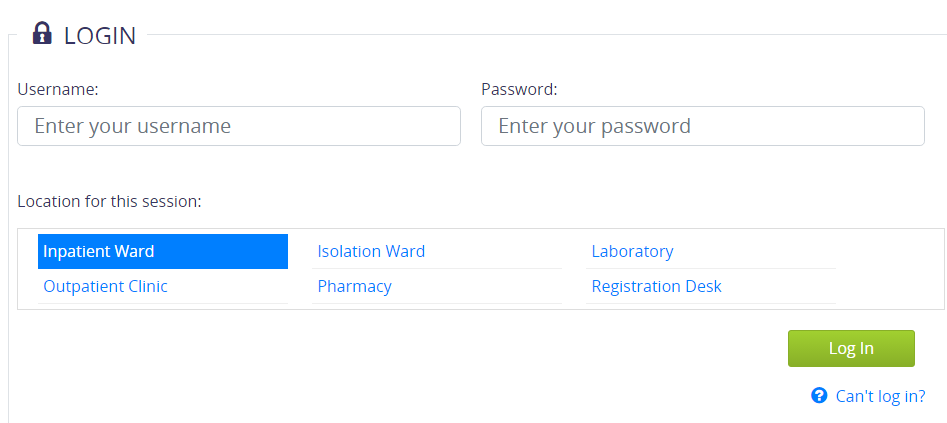 LOGIN
Username: Password:
Enter your username Enter your password
Location for this session:
Inpatient Ward Isolation Ward Laboratory
Outpatient Clinic Pharmacy Registration Desk
Log In
? Can't log in?